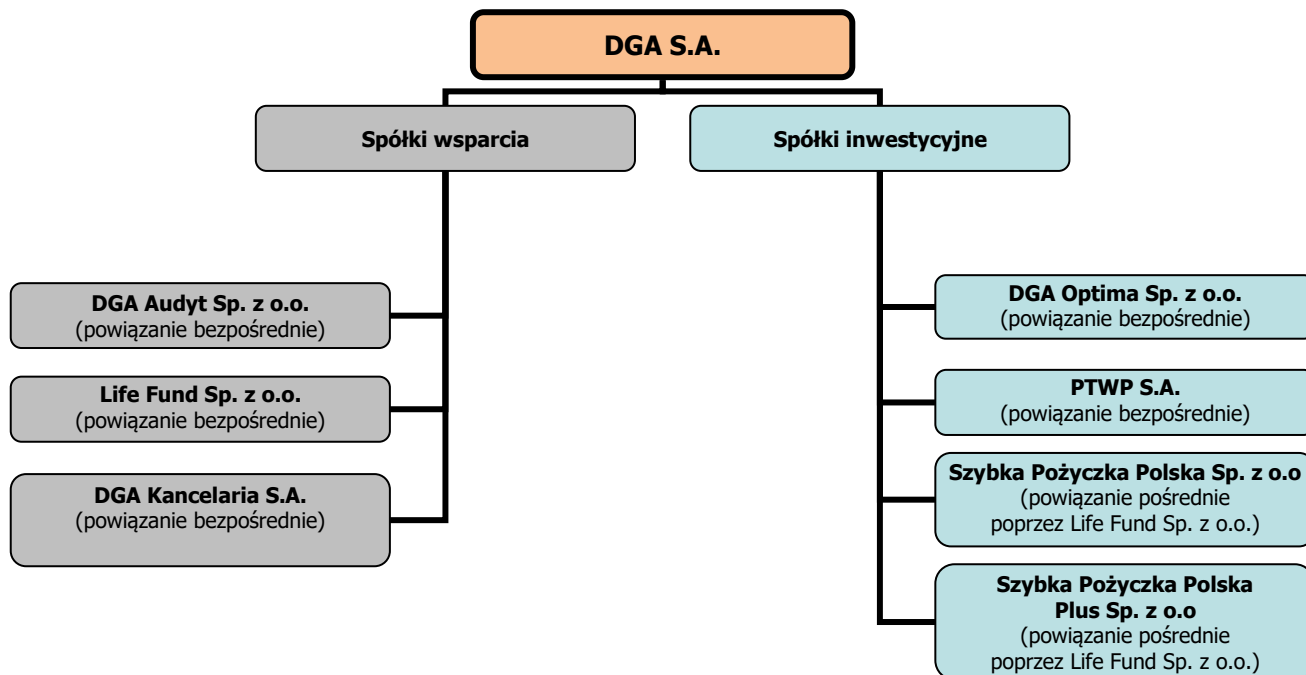 DGA S.A.
Spółki wsparcia
Spółki inwestycyjne
DGA Audyt Sp. z o.o.
(powiązanie bezpośrednie)
Life Fund Sp. z o.o.
(powiązanie bezpośrednie)
DGA Kancelaria S.A.
(powiązanie bezpośrednie)
DGA Optima Sp. z o.o.
(powiązanie bezpośrednie)
PTWP S.A.
(powiązanie bezpośrednie)
Szybka Pożyczka Polska Sp. z o.o
(powiązanie pośrednie
poprzez Life Fund Sp. z o.o.)
Szybka Pożyczka Polska
Plus Sp. z o.o
(powiązanie pośrednie
poprzez Life Fund Sp. z o.o.)